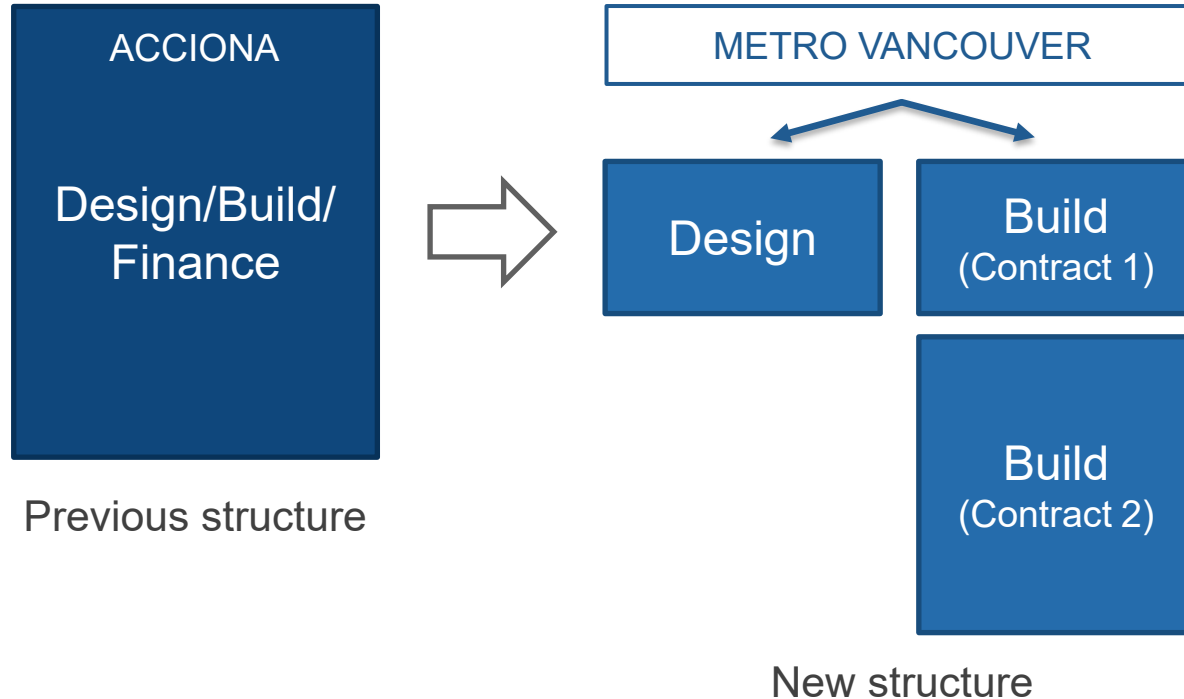 ACCIONA
Design/Build/
Finance
Previous structure
METRO VANCOUVER
Design
Build
(Contract 1)
Build
(Contract 2)
New structure